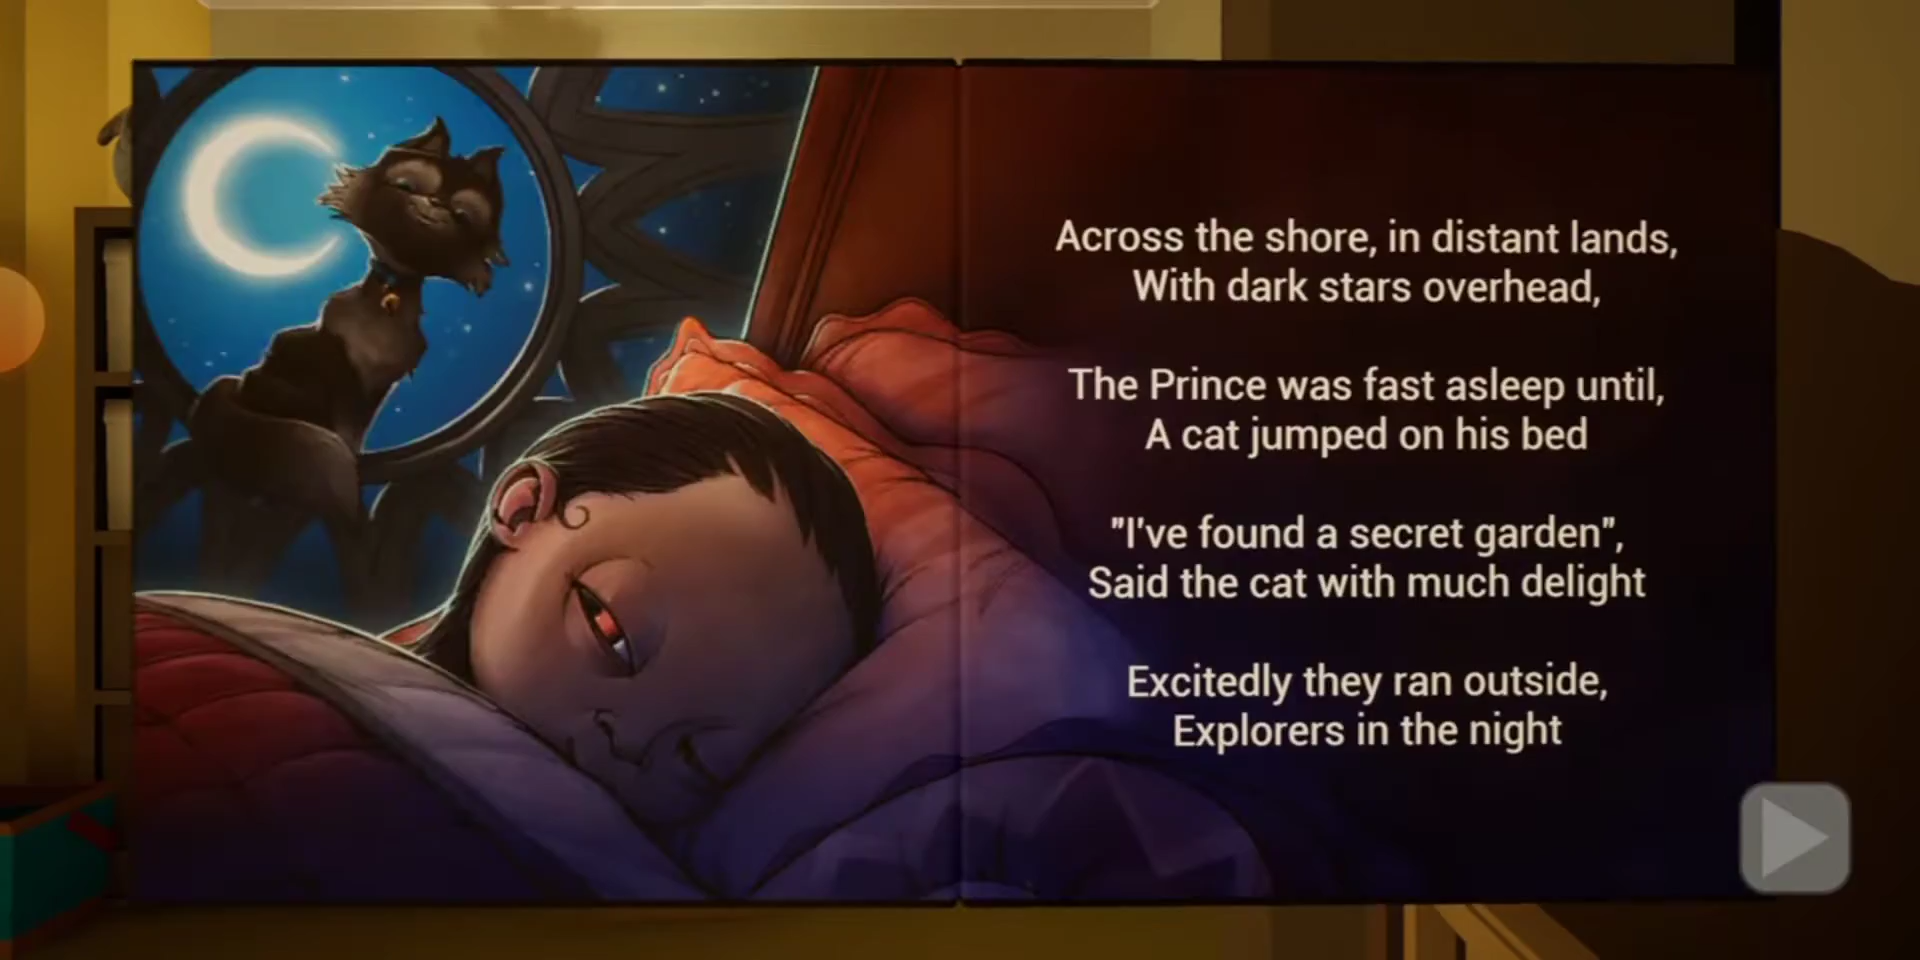 Across the shore, in distant lands,
With dark stars overhead,
The Prince was fast asleep until,
A cat jumped on his bed
"I've found a secret garden",
Said the cat with much delight
Excitedly they ran outside,
Explorers in the night